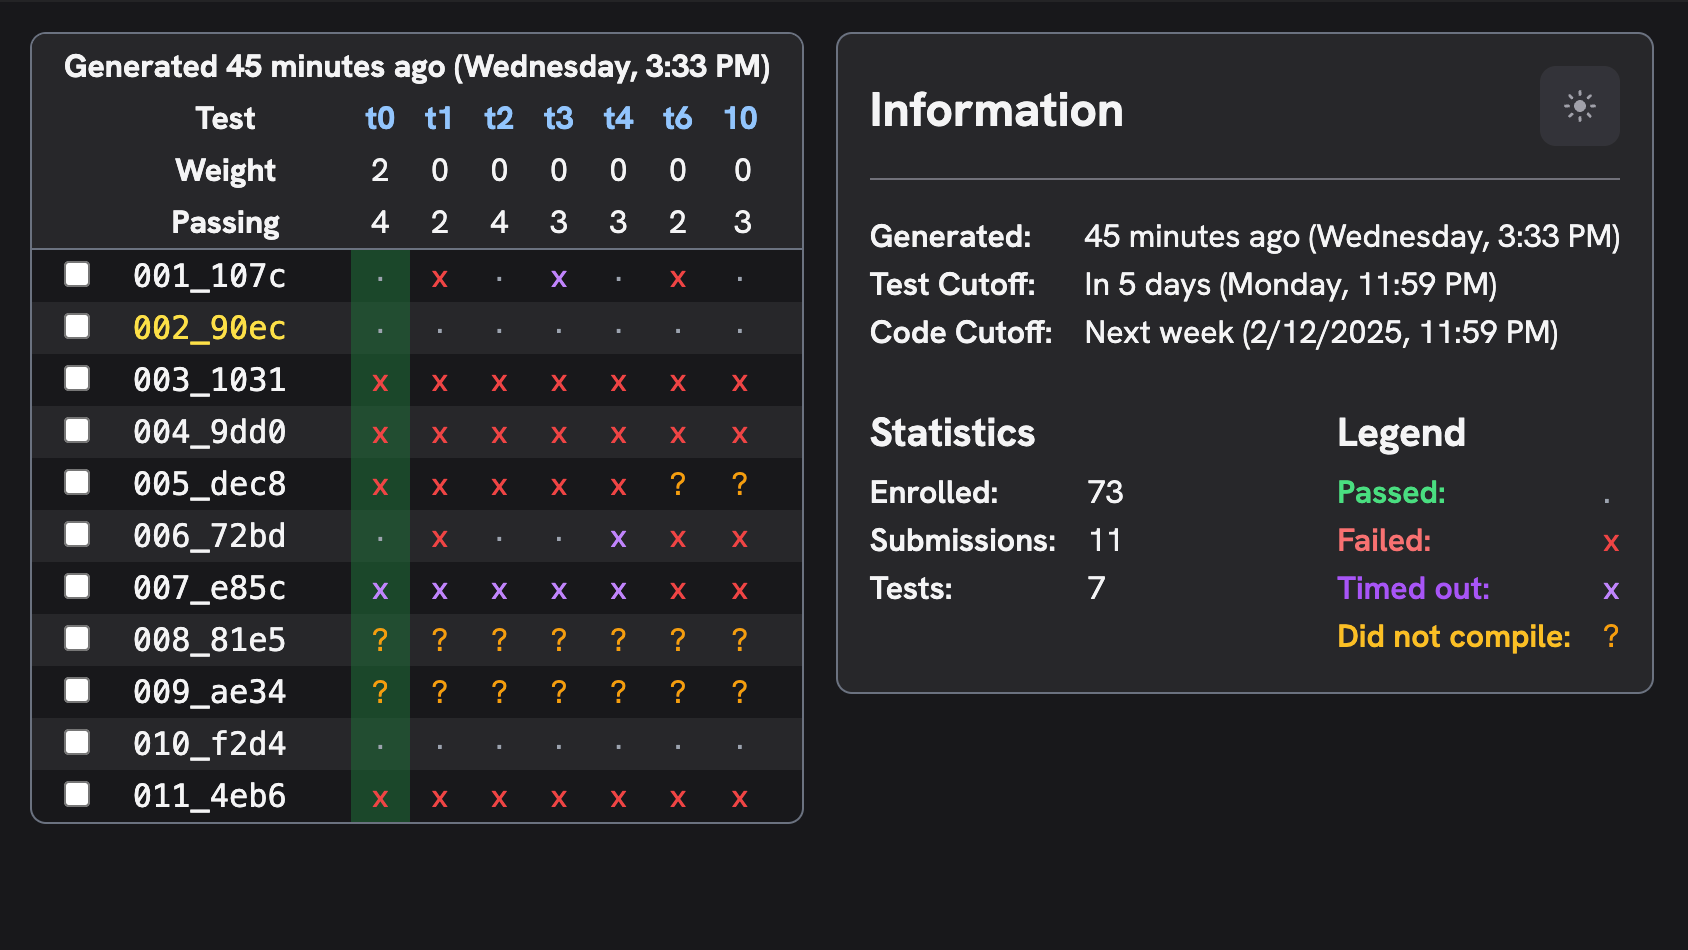 Generated 45 minutes ago (Wednesday, 3:33 PM)
Test t0 t1 t2 t3 t4 t6 10
Weight 2 0 0 0 0 0 0
Passing 4 2 4 3 3 2 3
001_107c . x . x . x .
002_90ec . . . . . . .
003_1031 x x x x x x x
004_9dd0 x x x x x x x
005_dec8 x x x x x ? ?
006_72bd . x . . x x x
007_e85c x x x x x x x
008_81e5 ? ? ? ? ? ? ?
009_ae34 ? ? ? ? ? ? ?
010_f2d4 . . . . . . .
011_4eb6 x x x x x x x
Information
Generated: 45 minutes ago (Wednesday, 3:33 PM)
Test Cutoff: In 5 days (Monday, 11:59 PM)
Code Cutoff: Next week (2/12/2025, 11:59 PM)
Statistics
Enrolled: 73
Submissions: 11
Tests: 7
Legend
Passed: .
Failed: x
Timed out: x
Did not compile: ?